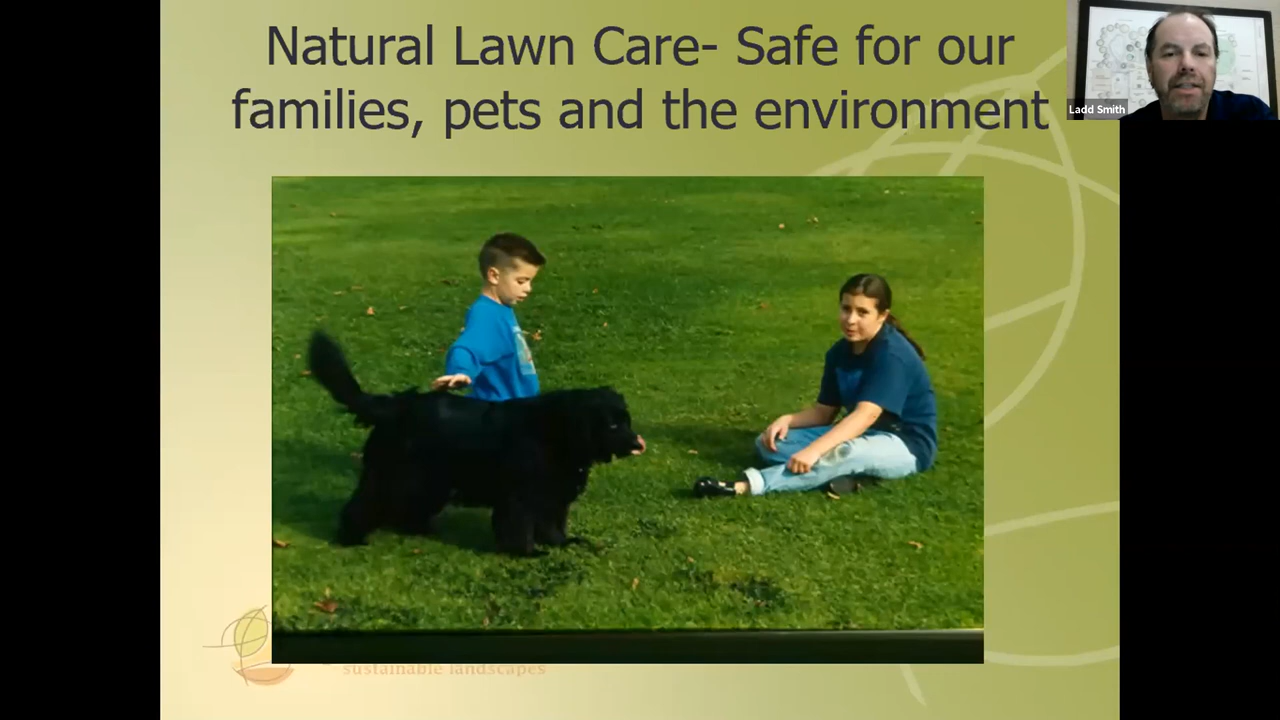 Natural Lawn Care- Safe for our
families, pets and the environment
Ladd Smith
sustainable landscapes